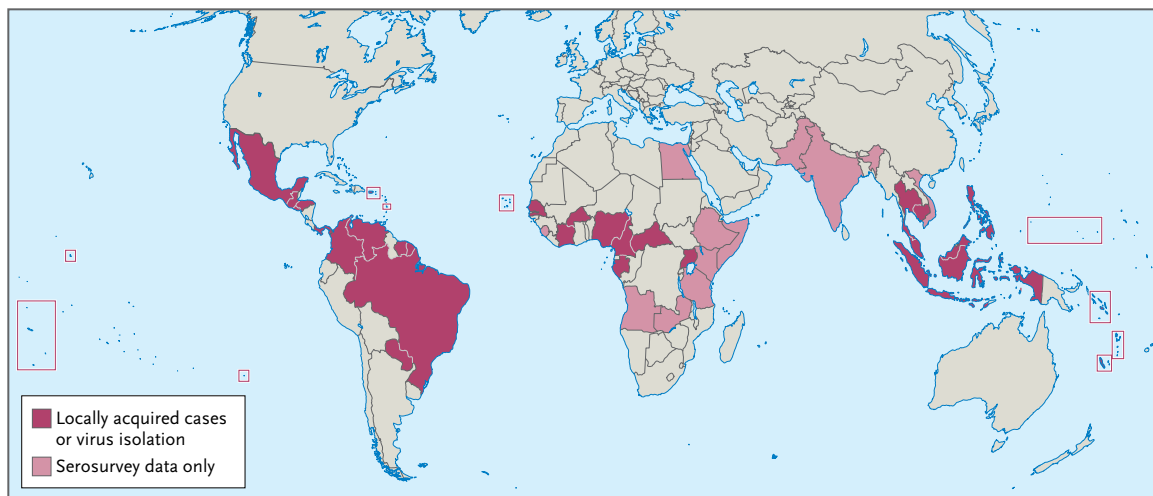 Locally acquired cases
or virus isolation
Serosurvey data only